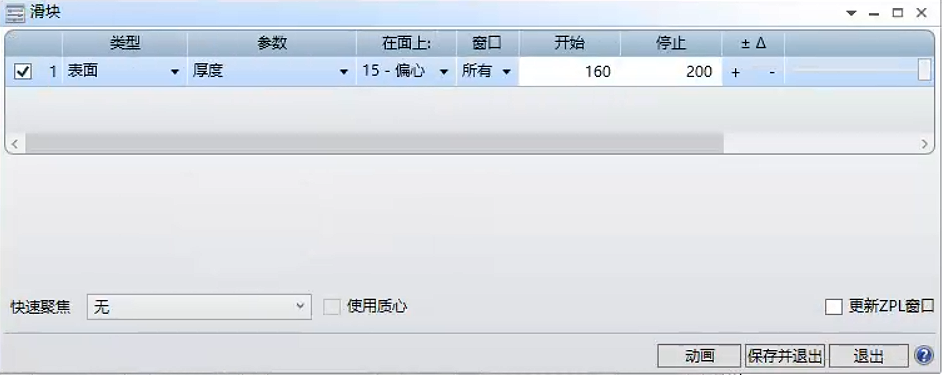 滑块
类型 参数 在面上: 窗口 开始 停止 ± Δ
1 表面 厚度 15 - 偏心 所有 160 200 + -
快速聚焦 无 使用质心 更新ZPL窗口
动画 保存并退出 退出 ?